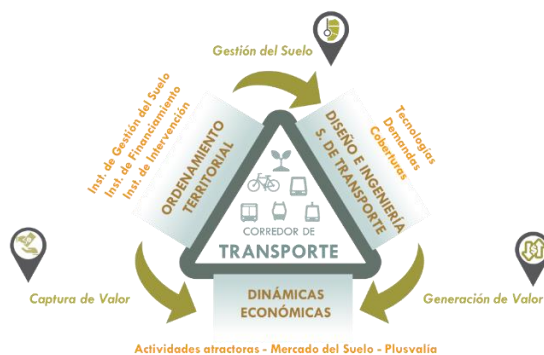 Gestión del Suelo
Inst. de Gestión del Suelo
Inst. de Financiamiento
Inst. de Intervención
ORDENAMIENTO
TERRITORIAL
Tecnologías
Demandas
Coberturas
DISEÑO E INGENIERÍA
S. DE TRANSPORTE
CORREDOR DE
TRANSPORTE
Captura de Valor
DINÁMICAS
ECONÓMICAS
Generación de Valor
Actividades atractoras - Mercado del Suelo - Plusvalía